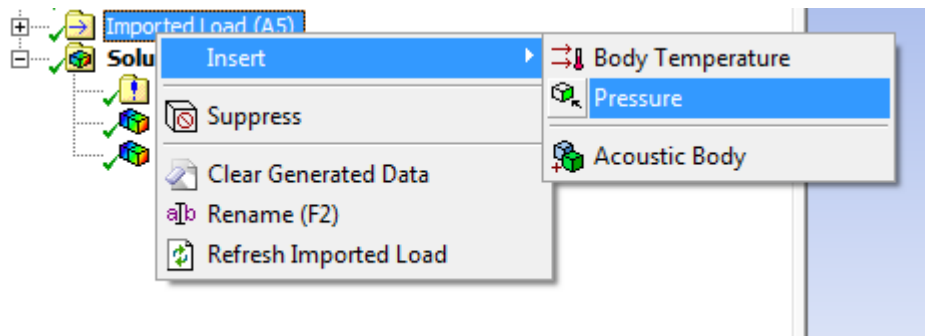 Imported Load (A5)
Solu
Insert
Suppress
Clear Generated Data
Rename (F2)
Refresh Imported Load
Body Temperature
Pressure
Acoustic Body